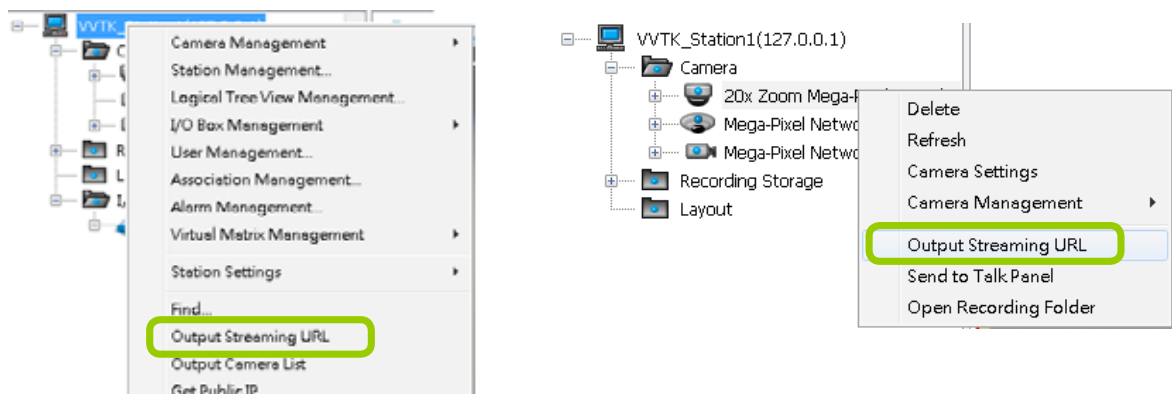 VVTK_
Camera Management
Station Management...
Logical Tree View Management...
I/O Box Management
User Management...
Association Management...
Alarm Management...
Virtual Matrix Management
Station Settings
Find...
Output Streaming URL
Output Camera List
Get Public IP
C
R
L
I/
VVTK_Station1(127.0.0.1)
Camera
20x Zoom Mega-P
Mega-Pixel Netwo
Mega-Pixel Netwo
Recording Storage
Layout
Delete
Refresh
Camera Settings
Camera Management
Output Streaming URL
Send to Talk Panel
Open Recording Folder